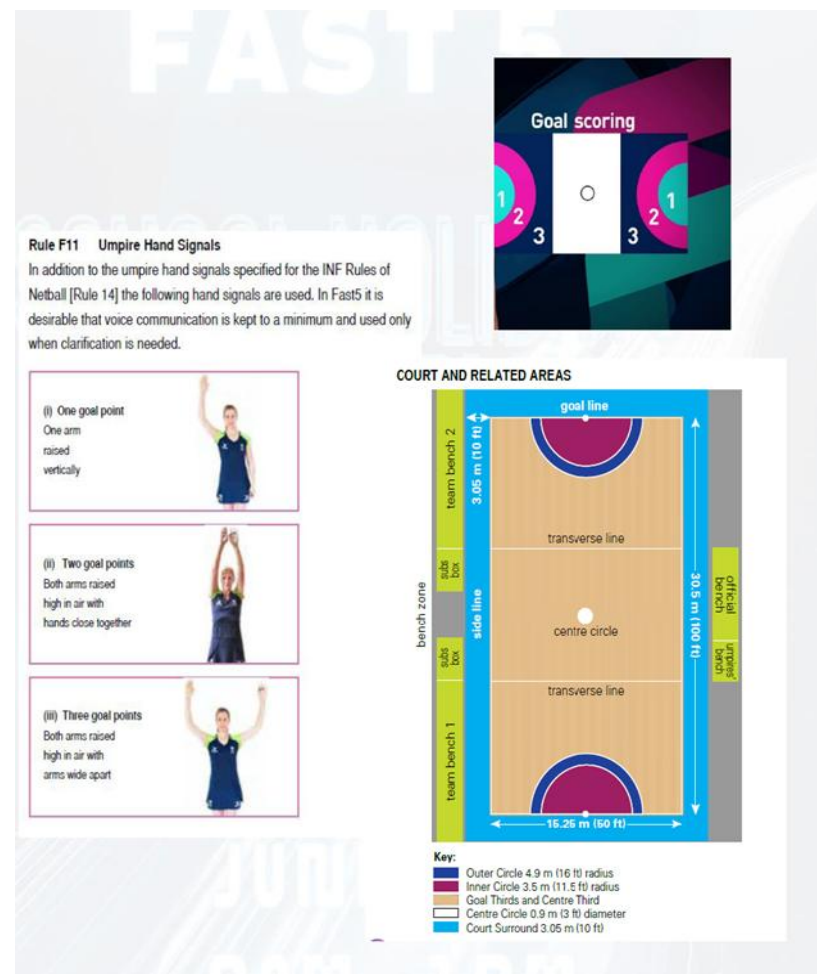 FAST 5
Goal scoring
1
2
3
3
2
1
Rule F11 Umpire Hand Signals
In addition to the umpire hand signals specified for the INF Rules of
Netball [Rule 14] the following hand signals are used. In Fast5 it is
desirable that voice communication is kept to a minimum and used only
when clarification is needed.
(i) One goal point
One arm
raised
vertically
(ii) Two goal points
Both arms raised
high in air with
hands close together
(iii) Three goal points
Both arms raised
high in air with
arms wide apart
COURT AND RELATED AREAS
goal line
3.05 m (10 ft)
team bench 2
transverse line
subs
box
bench zone
side line
centre circle
30.5 m (100 ft)
official
bench
umpires'
bench
subs
box
transverse line
team bench 1
15.25 m (50 ft)
Key:
Outer Circle 4.9 m (16 ft) radius
Inner Circle 3.5 m (11.5 ft) radius
Goal Thirds and Centre Third
Centre Circle 0.9 m (3 ft) diameter
Court Surround 3.05 m (10 ft)